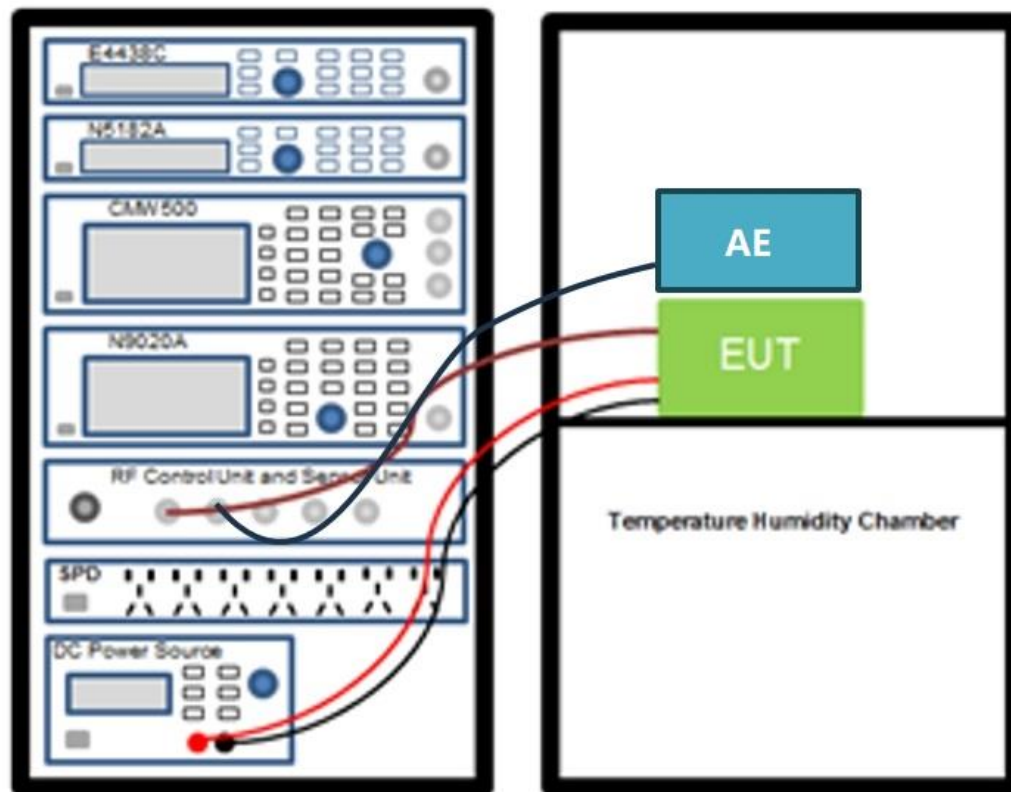 E4438C
N5182A
CMW500
N9020A
RF Control Unit and Sensor Unit
SPD
DC Power Source
AE
EUT
Temperature Humidity Chamber